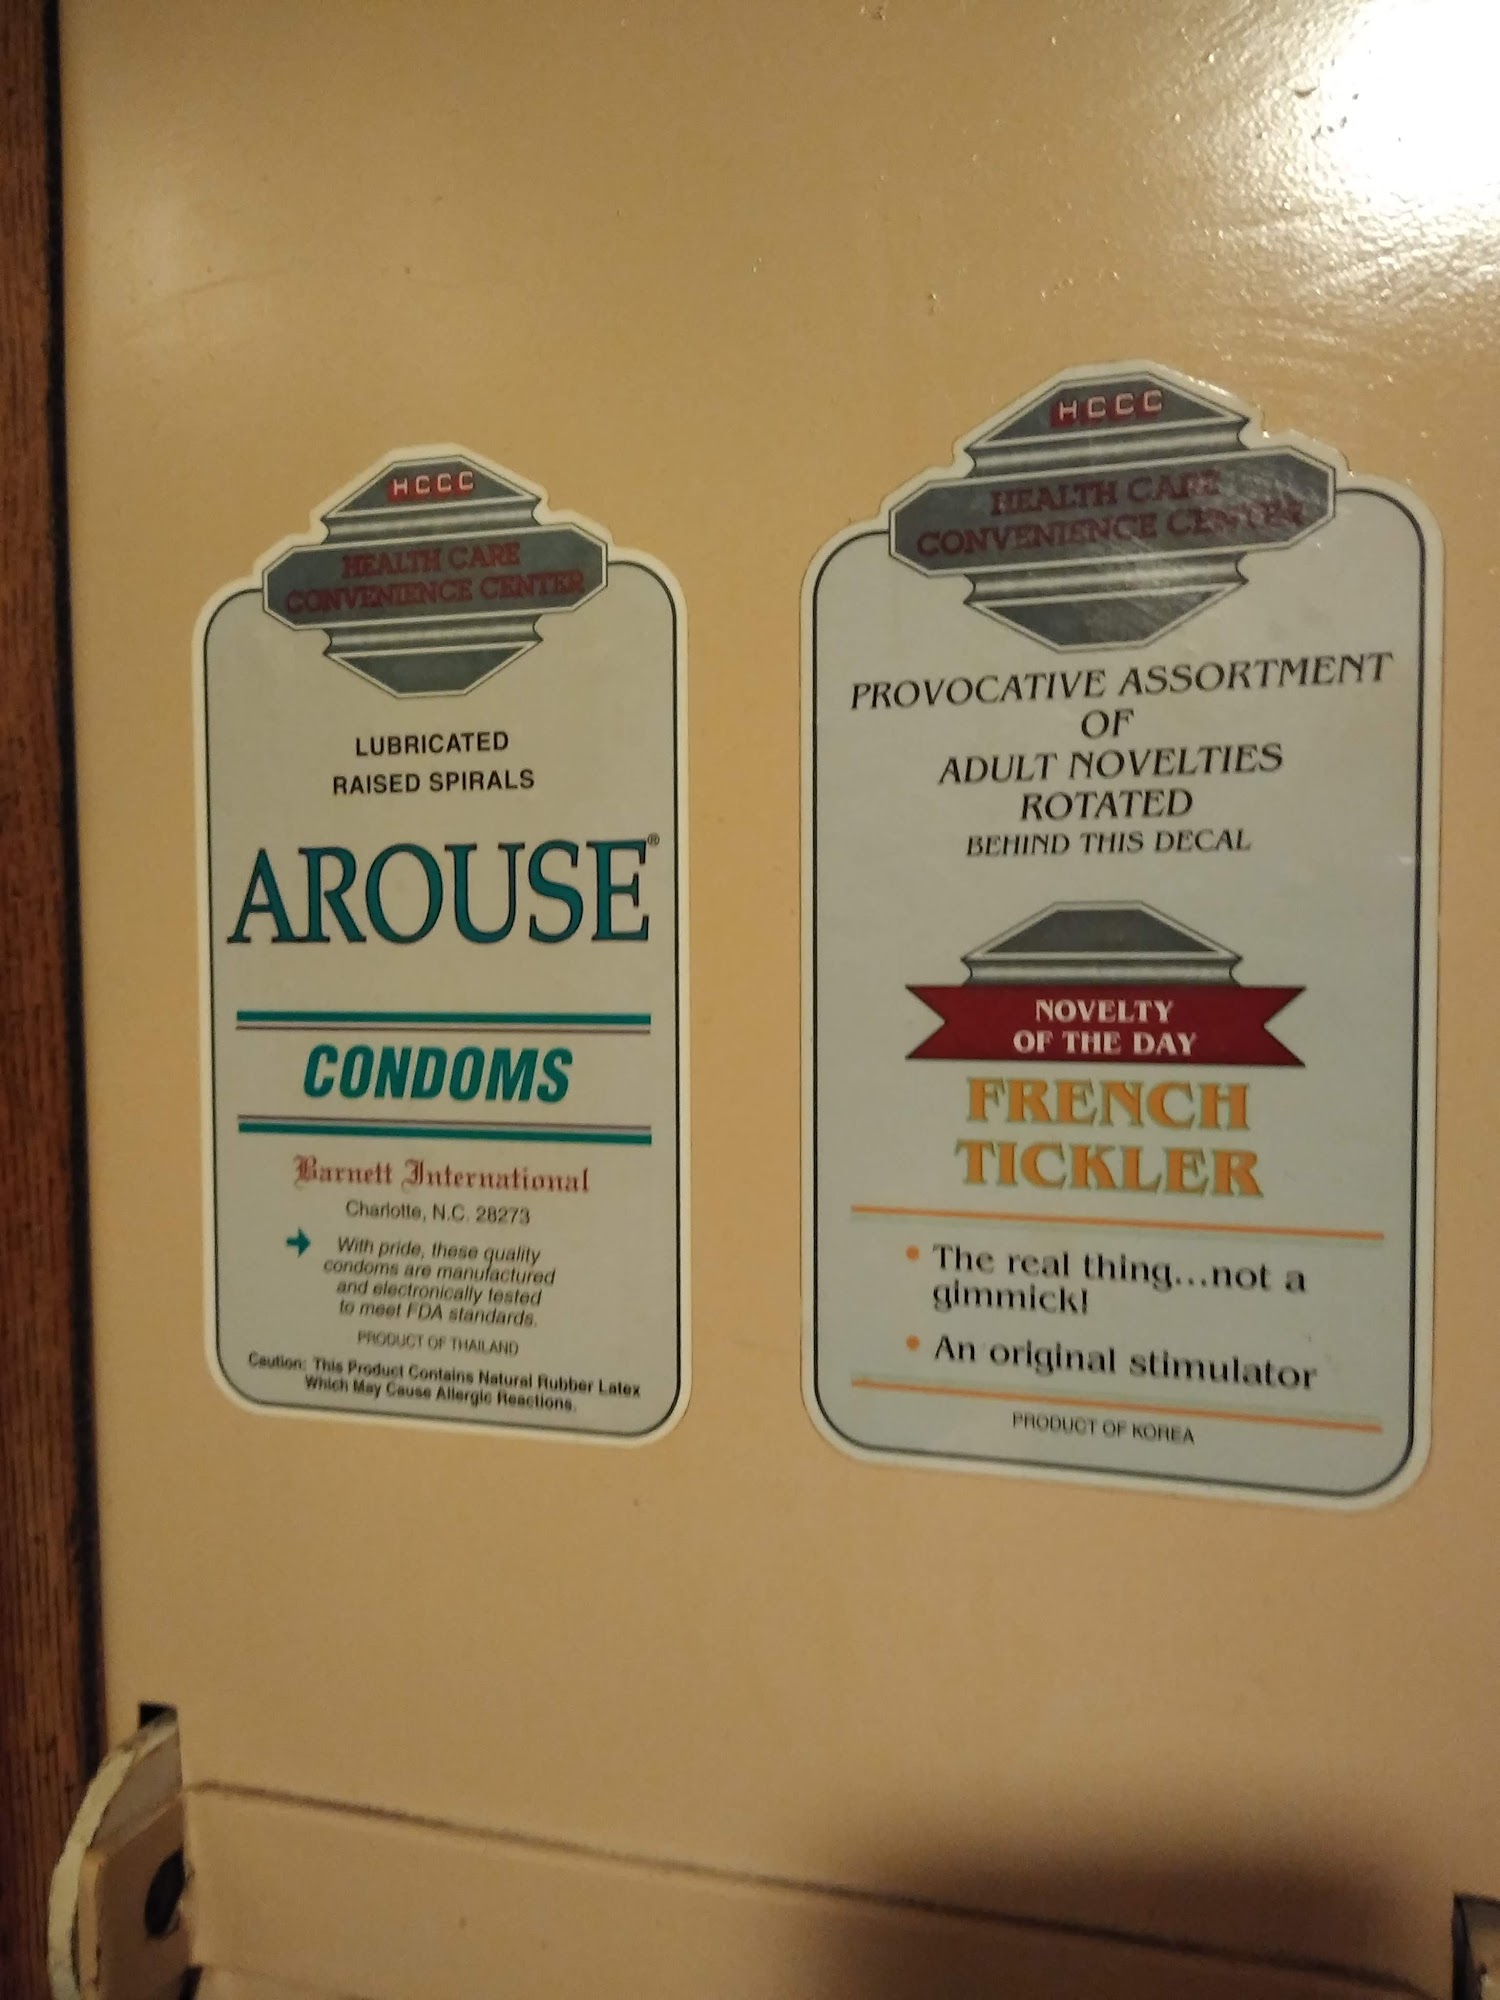 HCCC
HEALTH CARE
CONVENIENCE CENTER
LUBRICATED
RAISED SPIRALS
AROUSE®
CONDOMS
Barnett International
Charlotte, N.C. 28273
With pride, these quality
condoms are manufactured
and electronically tested
to meet FDA standards.
PRODUCT OF THAILAND
Caution: This Product Contains Natural Rubber Latex
Which May Cause Allergic Reactions.
HCCC
HEALTH CARE
CONVENIENCE CENTER
PROVOCATIVE ASSORTMENT
OF
ADULT NOVELTIES
ROTATED
BEHIND THIS DECAL
NOVELTY
OF THE DAY
FRENCH
TICKLER
• The real thing...not a
gimmick!
• An original stimulator
PRODUCT OF KOREA